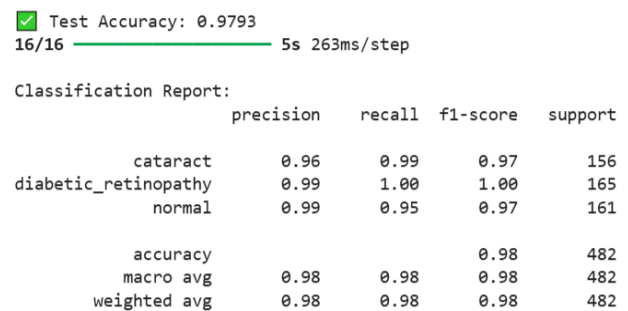 ✅ Test Accuracy: 0.9793
16/16 ━━━━━━━━━━━━━━━━━━━━ 5s 263ms/step
Classification Report:
precision recall f1-score support
cataract 0.96 0.99 0.97 156
diabetic_retinopathy 0.99 1.00 1.00 165
normal 0.99 0.95 0.97 161
accuracy 0.98 482
macro avg 0.98 0.98 0.98 482
weighted avg 0.98 0.98 0.98 482